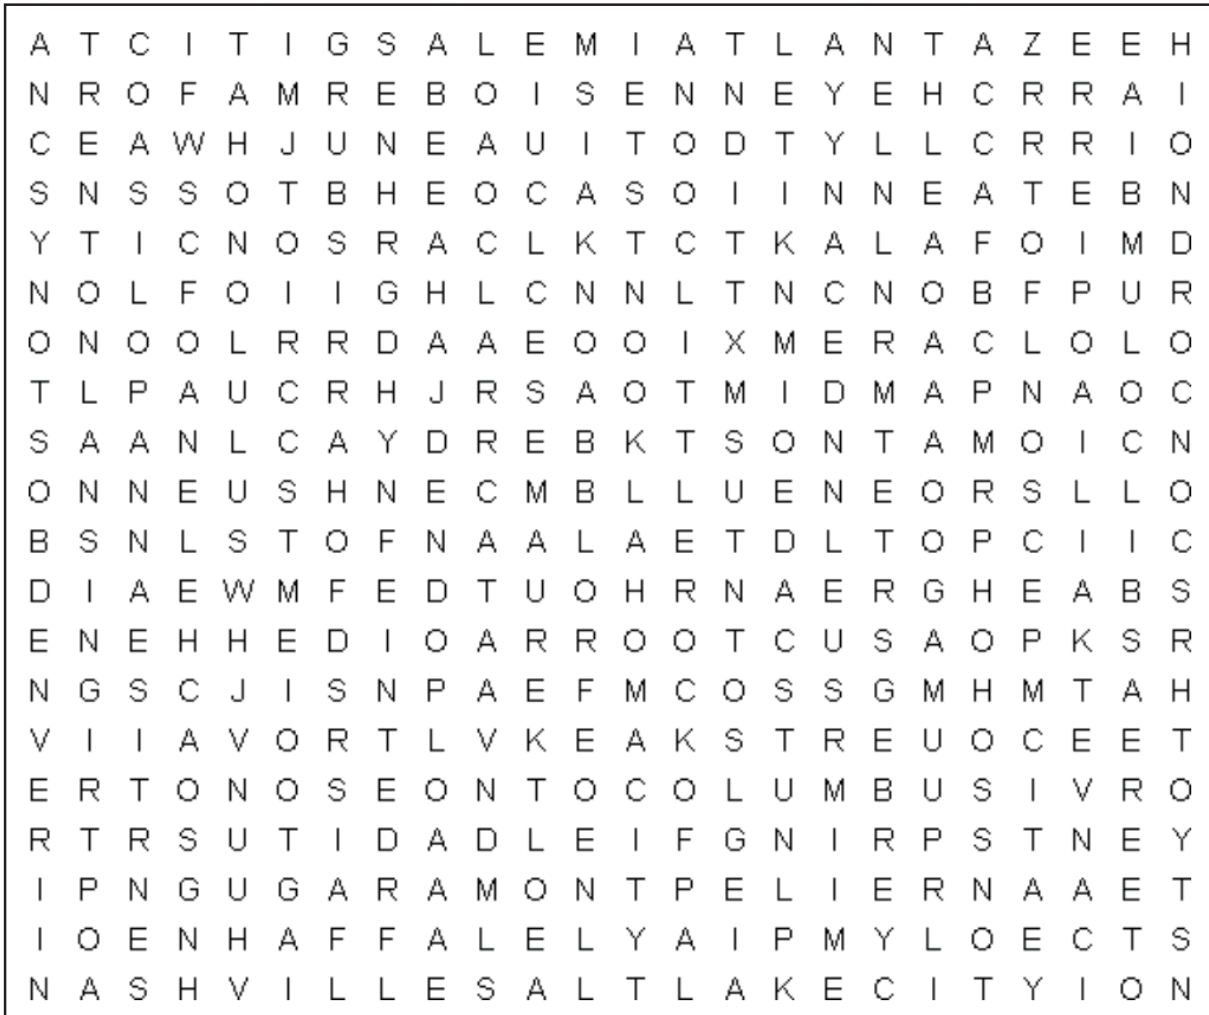 A T C I T I G S A L E M I A T L A N T A Z E E H
N R O F A M R E B O I S E N N E Y E H C R R A I
C E A W H J U N E A U I T O D T Y L L C R R I O
S N S S O T B H E O C A S O I I N N E A T E B N
Y T I C N O S R A C L K T C T K A L A F O I M D
N O L F O I I G H L C N N L T N C N O B F P U R
O N O O L R R D A A E O O I X M E R A C L O L O
T L P A U C R H J R S A O T M I D M A P N A O C
S A A N L C A Y D R E B K T S O N T A M O I C N
O N N E U S H N E C M B L L U E N E O R S L L O
B S N L S T O F N A A L A E T D L T O P C I I C
D I A E W M F E D T U O H R N A E R G H E A B S
E N E H H E D I O A R R O O T C U S A O P K S R
N G S C J I S N P A E F M C O S S G M H M T A H
V I I A V O R T L V K E A K S T R E U O C E E T
E R T O N O S E O N T O C O L U M B U S I V R O
R T R S U T I D A D L E I F G N I R P S T N E Y
I P N G U G A R A M O N T P E L I E R N A A E T
I O E N H A F F A L E L Y A I P M Y L O E C T S
N A S H V I L L E S A L T L A K E C I T Y I O N